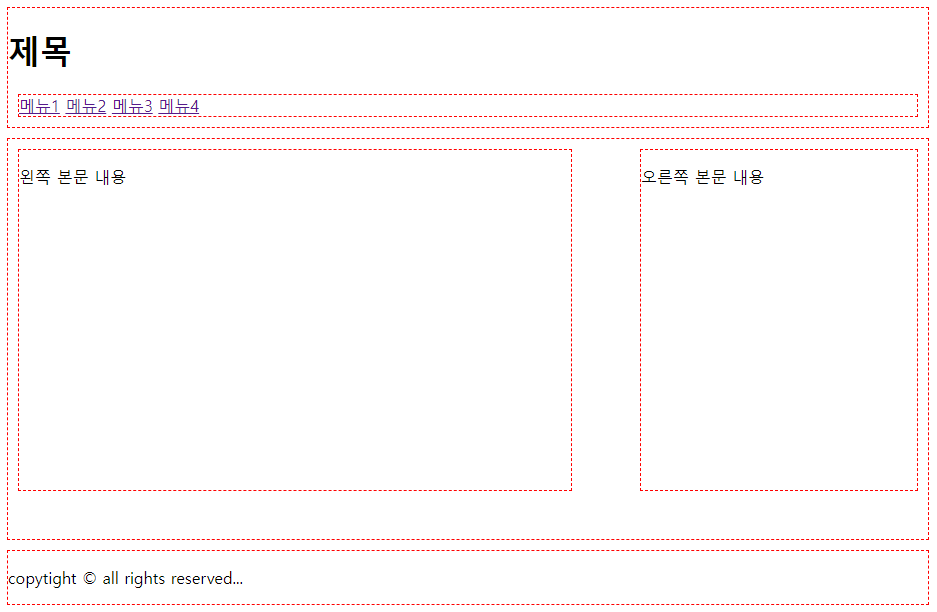 제목
메뉴1 메뉴2 메뉴3 메뉴4
왼쪽 본문 내용
오른쪽 본문 내용
copytight © all rights reserved...